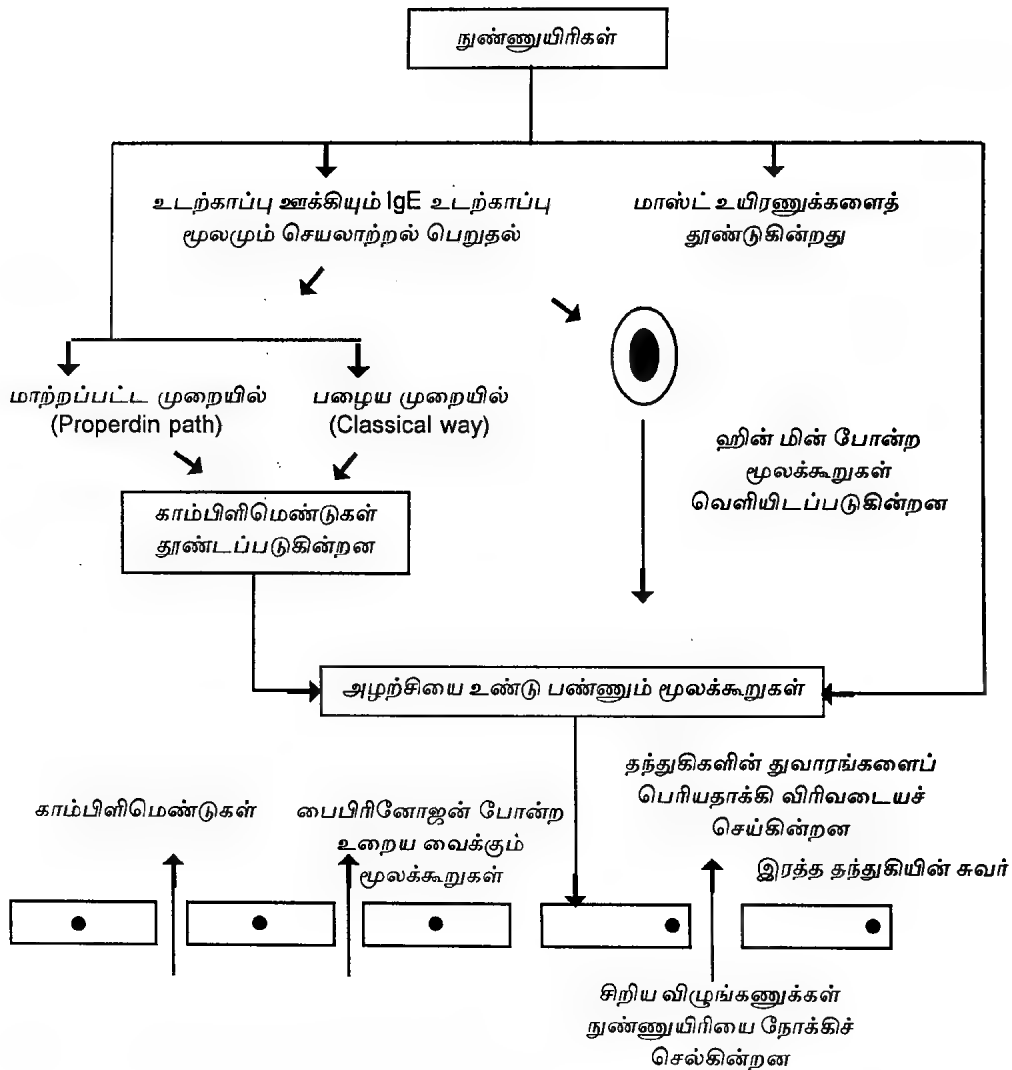 நுண்ணுயிரிகள்
உடற்காப்பு ஊக்கியும் IgE உடற்காப்பு
மூலமும் செயலாற்றல் பெறுதல்
மாஸ்ட் உயிரணுக்களைத்
தூண்டுகின்றது
மாற்றப்பட்ட முறையில்
(Properdin path)
பழைய முறையில்
(Classical way)
ஹின் மின் போன்ற
மூலக்கூறுகள்
வெளியிடப்படுகின்றன
காம்பிளிமெண்டுகள்
தூண்டப்படுகின்றன
அழற்சியை உண்டு பண்ணும் மூலக்கூறுகள்
காம்பிளிமெண்டுகள்
பைபிரினோஜன் போன்ற
உறைய வைக்கும்
மூலக்கூறுகள்
தந்துகிகளின் துவாரங்களைப்
பெரியதாக்கி விரிவடையச்
செய்கின்றன
இரத்த தந்துகியின் சுவர்
சிறிய விழுங்கணுக்கள்
நுண்ணுயிரியை நோக்கிச்
செல்கின்றன